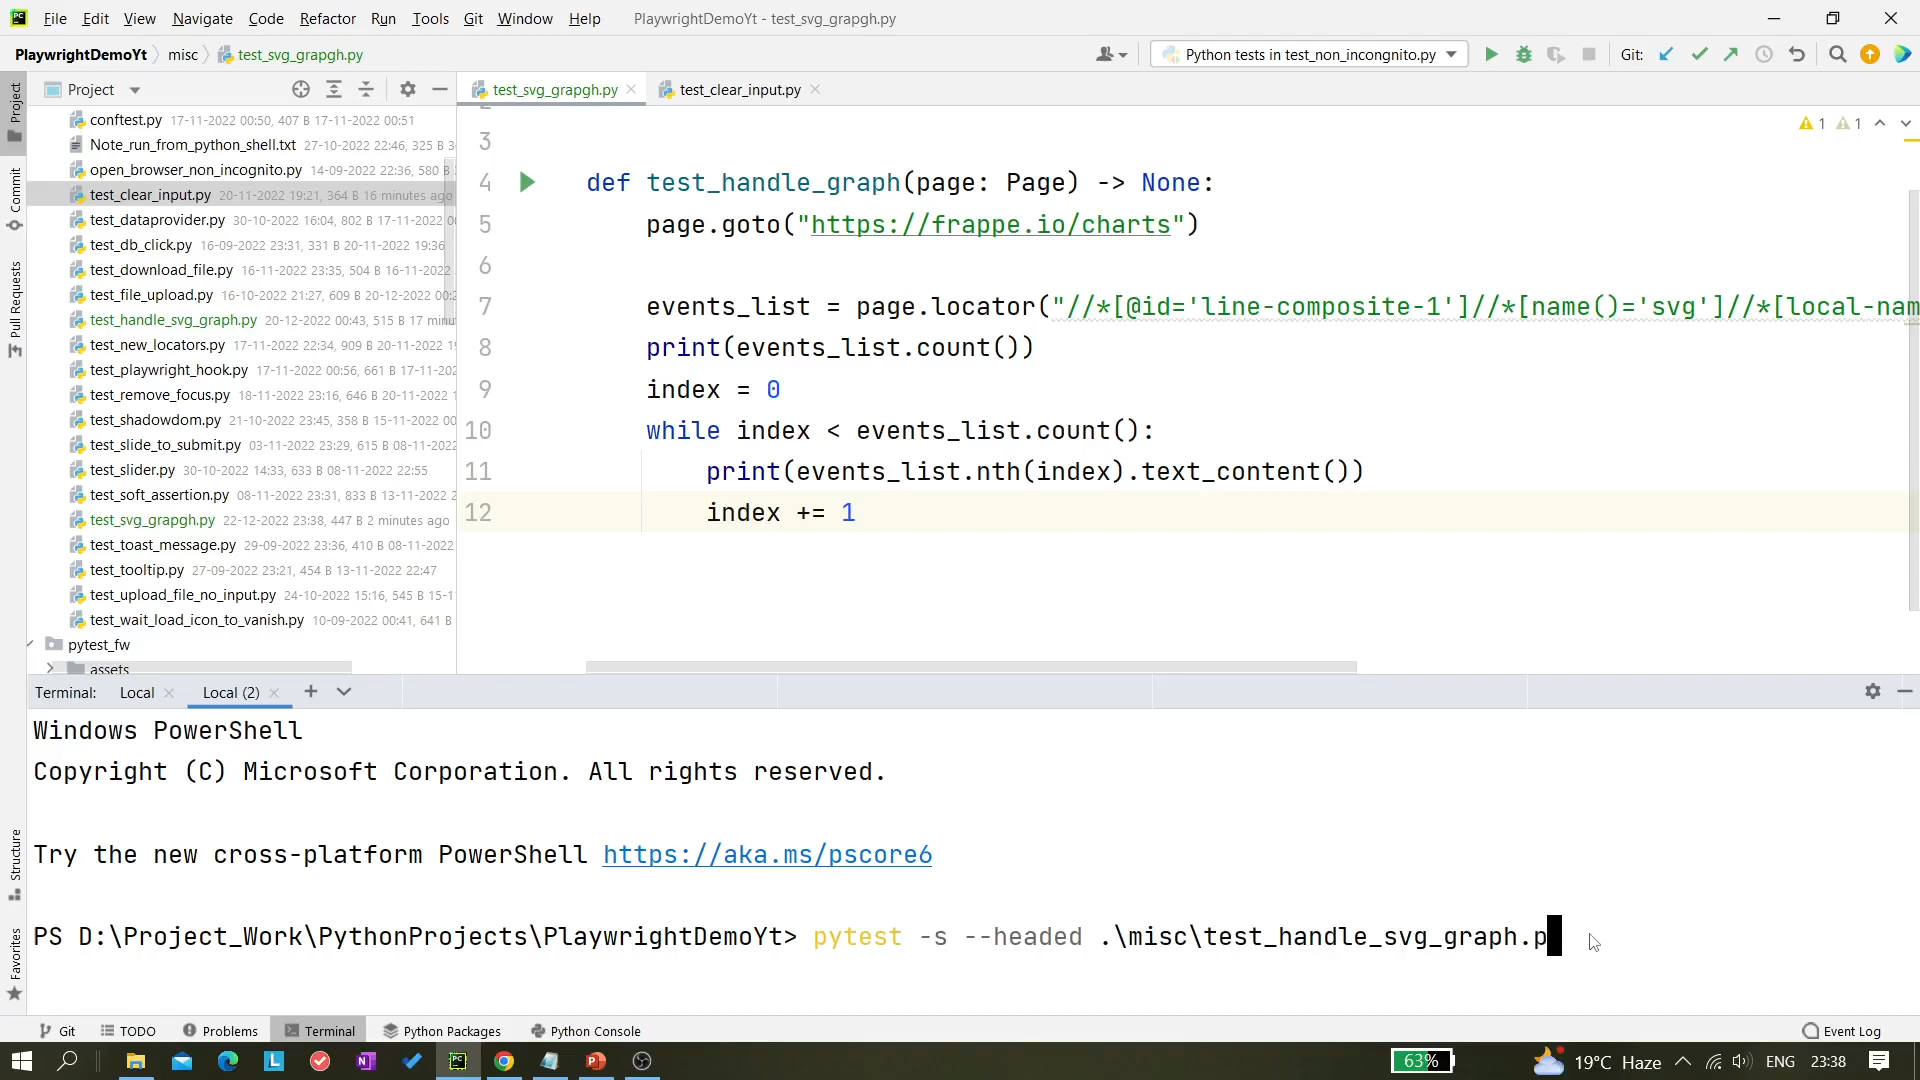 PC File Edit View Navigate Code Refactor Run Tools Git Window Help PlaywrightDemoYt - test_svg_grapgh.py
PlaywrightDemoYt misc test_svg_grapgh.py Python tests in test_non_incongnito.py Git:
Project
test_svg_grapgh.py test_clear_input.py
conftest.py 17-11-2022 00:50, 407 B 17-11-2022 00:51
Note_run_from_python_shell.txt 27-10-2022 22:46, 325 B 3
open_browser_non_incognito.py 14-09-2022 22:36, 580 B
test_clear_input.py 20-11-2022 19:21, 364 B 16 minutes ago
test_dataprovider.py 30-10-2022 16:04, 802 B 17-11-2022 0
test_db_click.py 16-09-2022 23:31, 331 B 20-11-2022 19:36
test_download_file.py 16-11-2022 23:35, 504 B 16-11-2022
test_file_upload.py 16-10-2022 21:27, 609 B 20-12-2022 00:2
test_handle_svg_graph.py 20-12-2022 00:43, 515 B 17 minu
test_new_locators.py 17-11-2022 22:34, 909 B 20-11-2022 1
test_playwright_hook.py 17-11-2022 00:56, 661 B 17-11-202
test_remove_focus.py 18-11-2022 23:16, 646 B 20-11-2022 1
test_shadowdom.py 21-10-2022 23:45, 358 B 15-11-2022 00
test_slide_to_submit.py 03-11-2022 23:29, 615 B 08-11-2022
test_slider.py 30-10-2022 14:33, 633 B 08-11-2022 22:55
test_soft_assertion.py 08-11-2022 23:31, 833 B 13-11-2022 2
test_svg_grapgh.py 22-12-2022 23:38, 447 B 2 minutes ago
test_toast_message.py 29-09-2022 23:36, 410 B 08-11-2022
test_tooltip.py 27-09-2022 23:21, 454 B 13-11-2022 22:47
test_upload_file_no_input.py 24-10-2022 15:16, 545 B 15-1
test_wait_load_icon_to_vanish.py 10-09-2022 00:41, 641 B
pytest_fw
assets
Project
Commit
Pull Requests
Structure
Favorites
1 1
3
4 def test_handle_graph(page: Page) -> None:
5 page.goto("https://frappe.io/charts")
6
7 events_list = page.locator("//*[@id='line-composite-1']//*[name()='svg']//*[local-nam
8 print(events_list.count())
9 index = 0
10 while index < events_list.count():
11 print(events_list.nth(index).text_content())
12 index += 1
Terminal: Local Local (2)
Windows PowerShell
Copyright (C) Microsoft Corporation. All rights reserved.
Try the new cross-platform PowerShell https://aka.ms/pscore6
PS D:\Project_Work\PythonProjects\PlaywrightDemoYt> pytest -s --headed .\misc\test_handle_svg_graph.p
Git TODO Problems Terminal Python Packages Python Console Event Log
63% 19°C Haze ENG 23:38